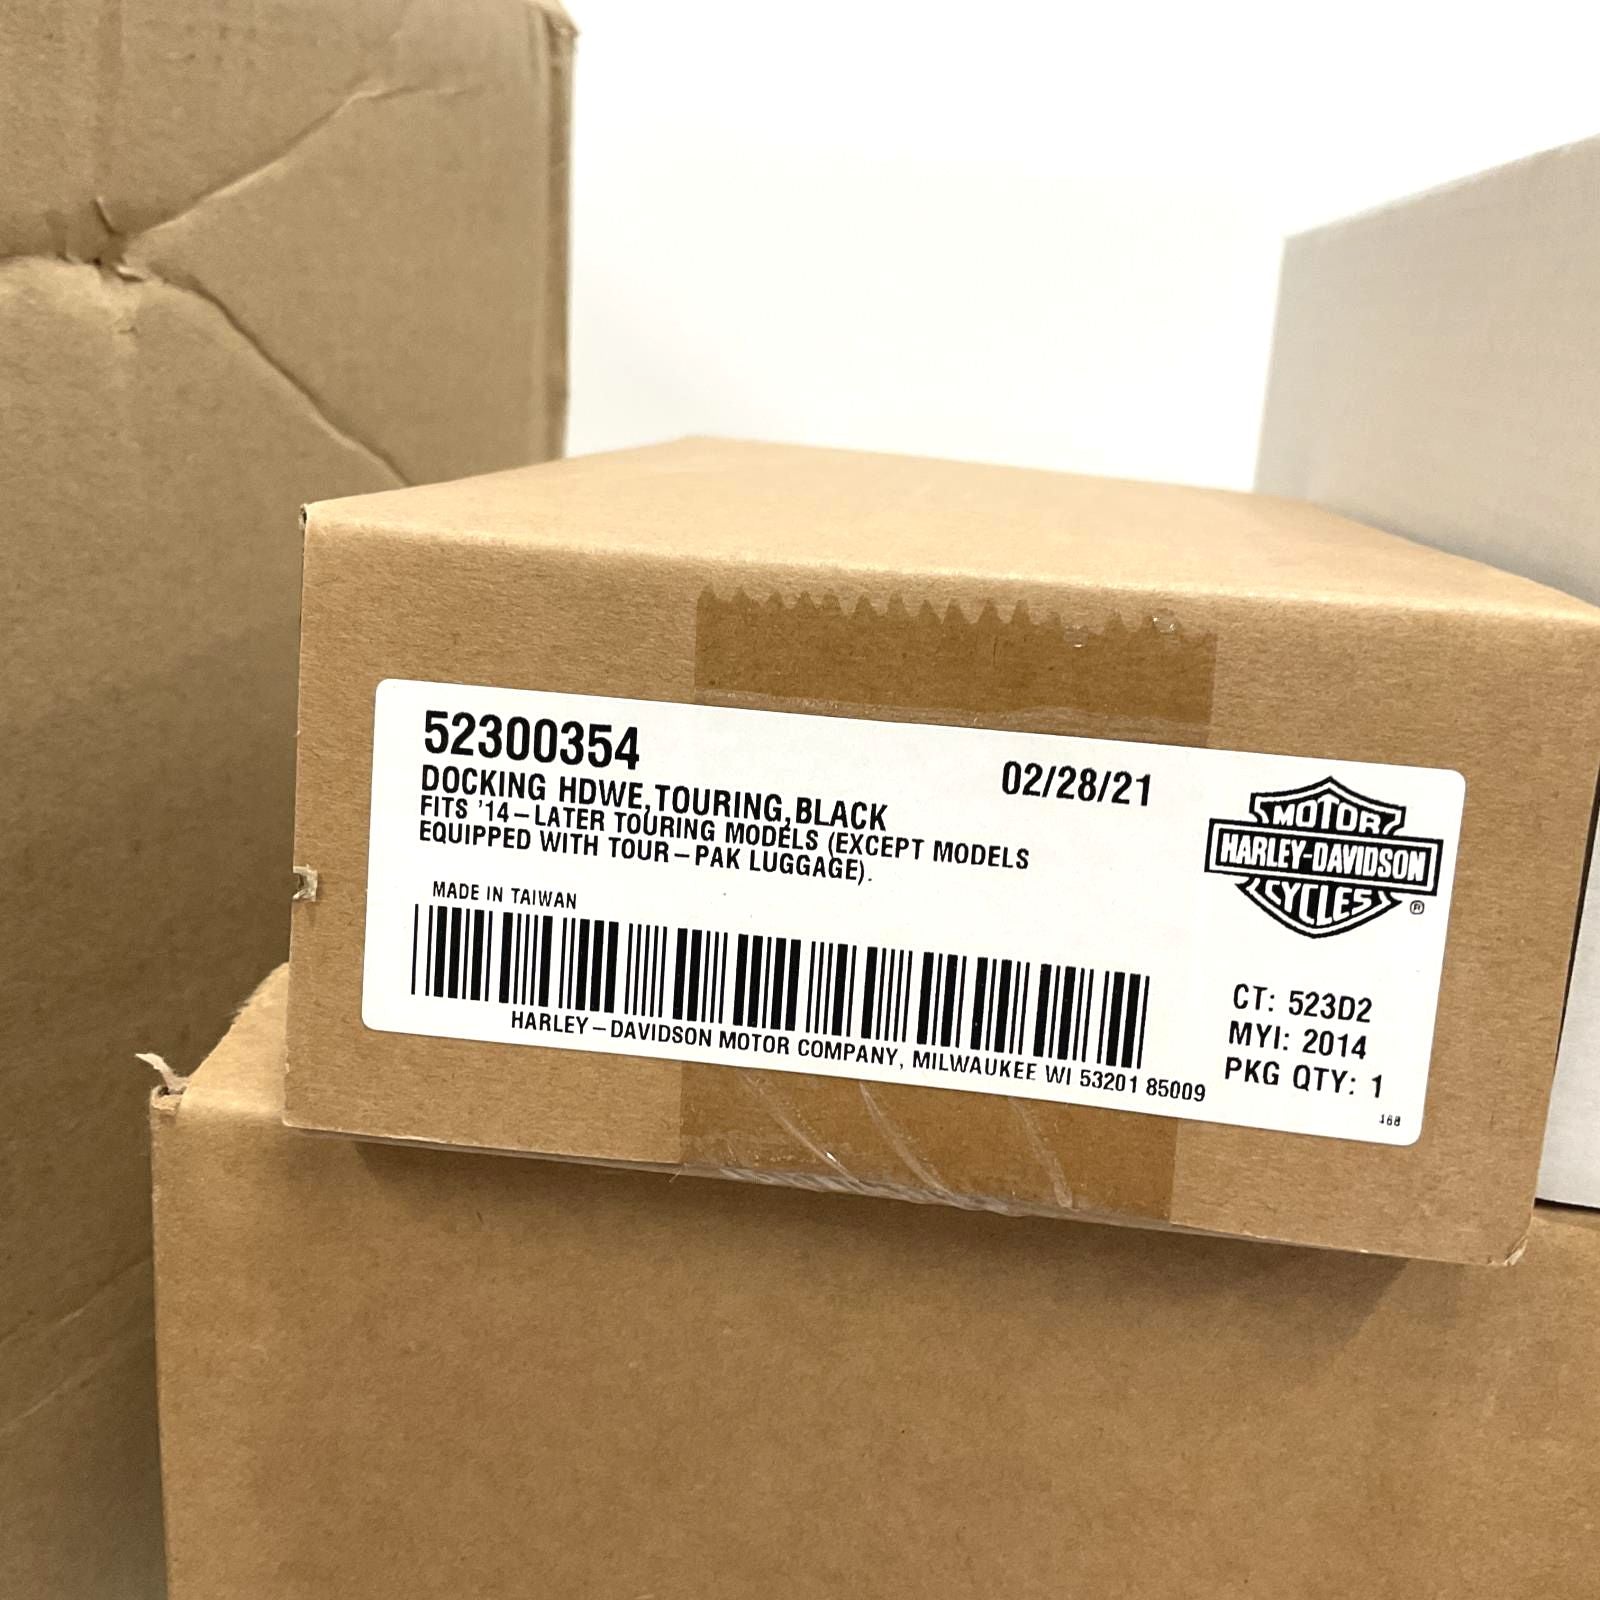 52300354
02/28/21
DOCKING HDWE,TOURING,BLACK
FITS '14-LATER TOURING MODELS (EXCEPT MODELS
EQUIPPED WITH TOUR-PAK LUGGAGE).
MADE IN TAIWAN
HARLEY-DAVIDSON MOTOR COMPANY, MILWAUKEE WI 53201 85009
MOTOR
HARLEY-DAVIDSON
CYCLES
®
CT: 523D2
MYI: 2014
PKG QTY: 1
168